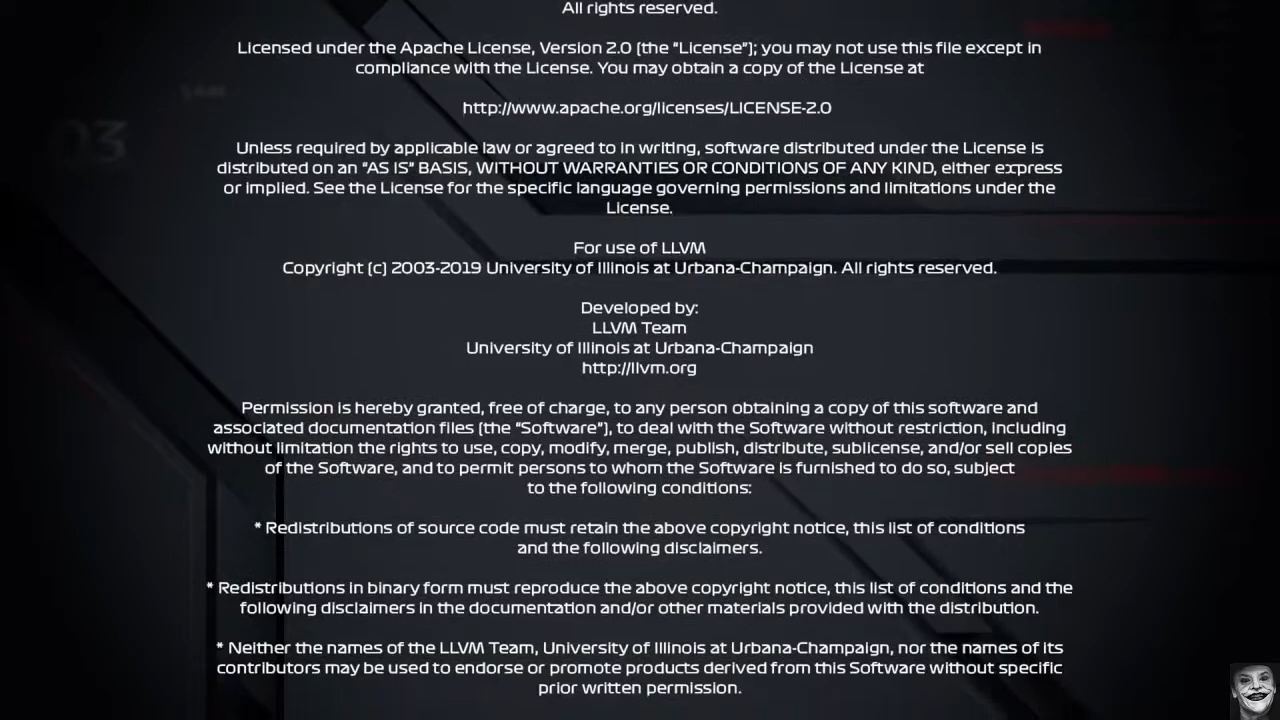 All rights reserved.
Licensed under the Apache License, Version 2.0 (the "License"); you may not use this file except in
compliance with the License. You may obtain a copy of the License at
http://www.apache.org/licenses/LICENSE-2.0
03
Unless required by applicable law or agreed to in writing, software distributed under the License is
distributed on an "AS IS" BASIS, WITHOUT WARRANTIES OR CONDITIONS OF ANY KIND, either express
or implied. See the License for the specific language governing permissions and limitations under the
License.
For use of LLVM
Copyright (c) 2003-2019 University of Illinois at Urbana-Champaign. All rights reserved.
Developed by:
LLVM Team
University of Illinois at Urbana-Champaign
http://llvm.org
Permission is hereby granted, free of charge, to any person obtaining a copy of this software and
associated documentation files (the "Software"), to deal with the Software without restriction, including
without limitation the rights to use, copy, modify, merge, publish, distribute, sublicense, and/or sell copies
of the Software, and to permit persons to whom the Software is furnished to do so, subject
to the following conditions:
* Redistributions of source code must retain the above copyright notice, this list of conditions
and the following disclaimers.
* Redistributions in binary form must reproduce the above copyright notice, this list of conditions and the
following disclaimers in the documentation and/or other materials provided with the distribution.
* Neither the names of the LLVM Team, University of Illinois at Urbana-Champaign, nor the names of its
contributors may be used to endorse or promote products derived from this Software without specific
prior written permission.